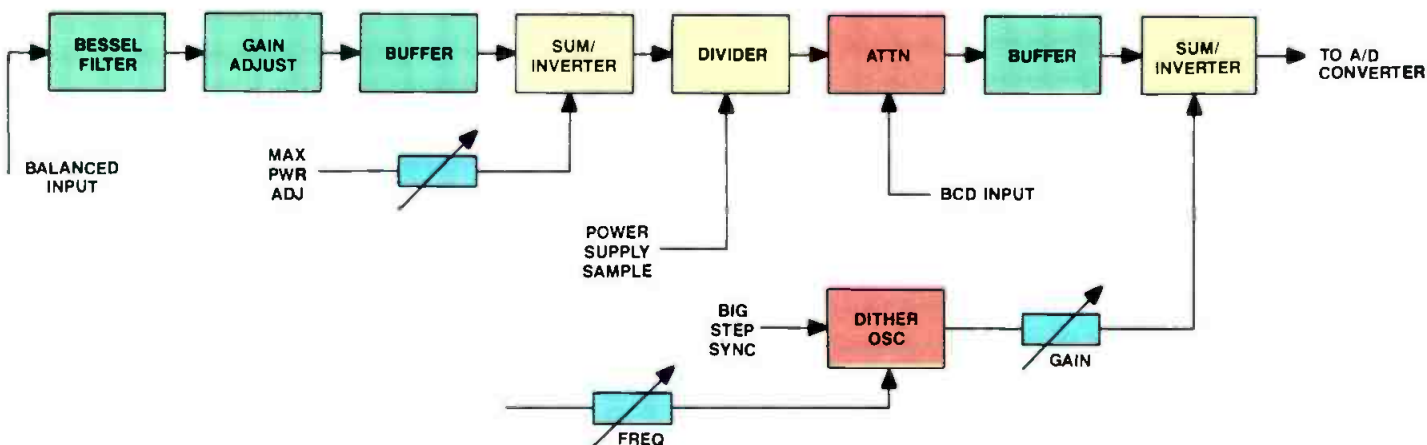 BESSEL
FILTER
GAIN
ADJUST
BUFFER
SUM/
INVERTER
DIVIDER
ATTN
BUFFER
SUM/
INVERTER
TO A/D
CONVERTER
BALANCED
INPUT
MAX
PWR
ADJ
BCD INPUT
POWER
SUPPLY
SAMPLE
BIG
STEP
SYNC
DITHER
OSC
GAIN
FREQ